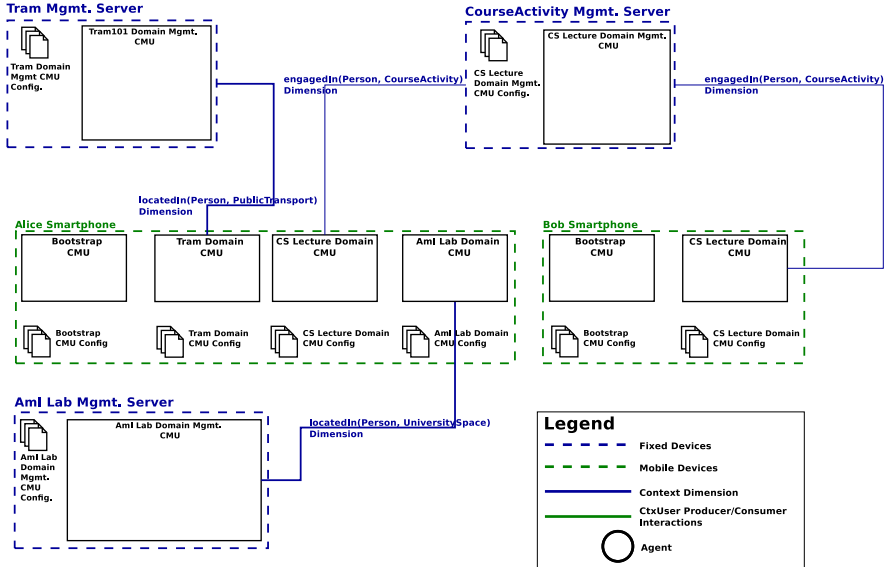 Tram Mgmt. Server
Tram Domain
Mgmt CMU
Config.
Tram101 Domain Mgmt.
CMU
CourseActivity Mgmt. Server
CS Lecture
Domain Mgmt.
CMU Config.
CS Lecture Domain Mgmt.
CMU
engagedIn(Person, CourseActivity)
Dimension
engagedIn(Person, CourseActivity)
Dimension
locatedIn(Person, PublicTransport)
Dimension
Alice Smartphone
Bootstrap
CMU
Tram Domain
CMU
CS Lecture Domain
CMU
AmI Lab Domain
CMU
Bootstrap
CMU Config
Tram Domain
CMU Config
CS Lecture Domain
CMU Config
AmI Lab Domain
CMU Config
Bob Smartphone
Bootstrap
CMU
CS Lecture Domain
CMU
Bootstrap
CMU Config
CS Lecture Domain
CMU Config
AmI Lab Mgmt. Server
AmI Lab
Domain
Mgmt.
CMU
Config.
AmI Lab Domain Mgmt.
CMU
locatedIn(Person, UniversitySpace)
Dimension
Legend
Fixed Devices
Mobile Devices
Context Dimension
CtxUser Producer/Consumer
Interactions
Agent